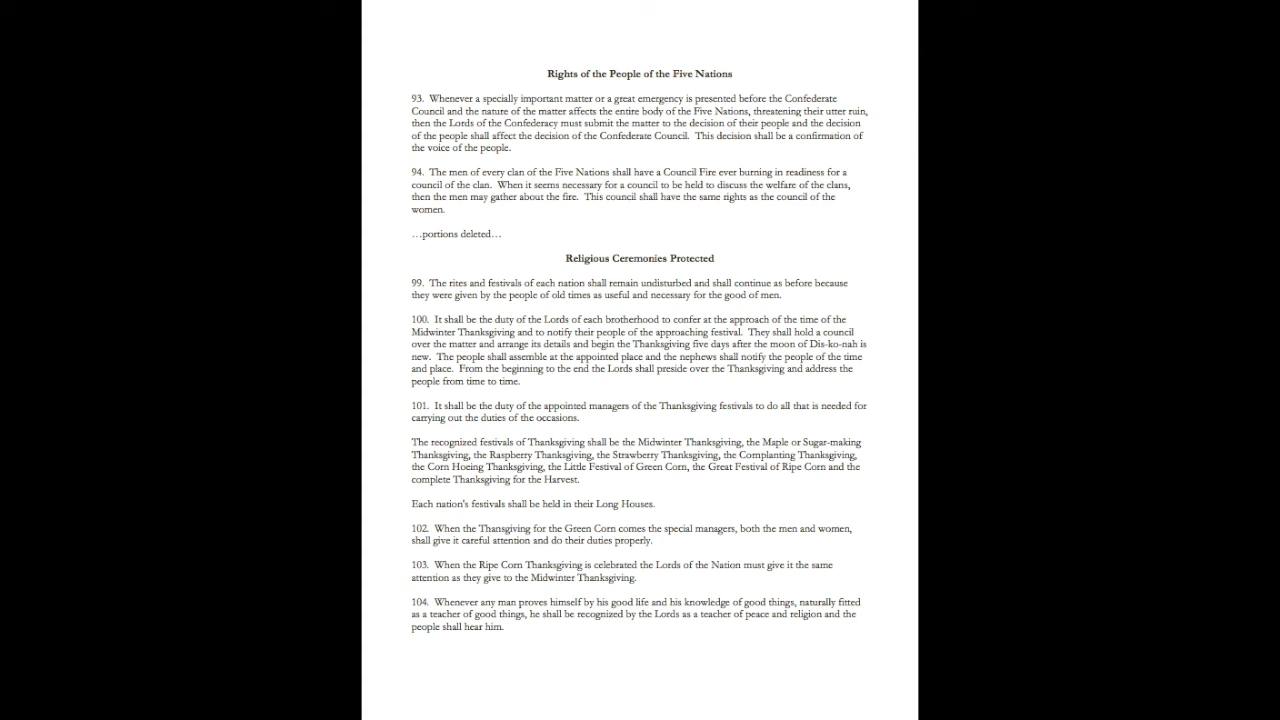 Rights of the People of the Five Nations
93. Whenever a specially important matter or a great emergency is presented before the Confederate
Council and the nature of the matter affects the entire body of the Five Nations, threatening their utter ruin,
then the Lords of the Confederacy must submit the matter to the decision of their people and the decision
of the people shall affect the decision of the Confederate Council. This decision shall be a confirmation of
the voice of the people.
94. The men of every clan of the Five Nations shall have a Council Fire ever burning in readiness for a
council of the clan. When it seems necessary for a council to be held to discuss the welfare of the clans,
then the men may gather about the fire. This council shall have the same rights as the council of the
women.
…portions deleted…
Religious Ceremonies Protected
99. The rites and festivals of each nation shall remain undisturbed and shall continue as before because
they were given by the people of old times as useful and necessary for the good of men.
100. It shall be the duty of the Lords of each brotherhood to confer at the approach of the time of the
Midwinter Thanksgiving and to notify their people of the approaching festival. They shall hold a council
over the matter and arrange its details and begin the Thanksgiving five days after the moon of Dis-ko-nah is
new. The people shall assemble at the appointed place and the nephews shall notify the people of the time
and place. From the beginning to the end the Lords shall preside over the Thanksgiving and address the
people from time to time.
101. It shall be the duty of the appointed managers of the Thanksgiving festivals to do all that is needed for
carrying out the duties of the occasions.
The recognized festivals of Thanksgiving shall be the Midwinter Thanksgiving, the Maple or Sugar-making
Thanksgiving, the Raspberry Thanksgiving, the Strawberry Thanksgiving, the Complanting Thanksgiving,
the Corn Hoeing Thanksgiving, the Little Festival of Green Corn, the Great Festival of Ripe Corn and the
complete Thanksgiving for the Harvest.
Each nation's festivals shall be held in their Long Houses.
102. When the Thansgiving for the Green Corn comes the special managers, both the men and women,
shall give it careful attention and do their duties properly.
103. When the Ripe Corn Thanksgiving is celebrated the Lords of the Nation must give it the same
attention as they give to the Midwinter Thanksgiving.
104. Whenever any man proves himself by his good life and his knowledge of good things, naturally fitted
as a teacher of good things, he shall be recognized by the Lords as a teacher of peace and religion and the
people shall hear him.